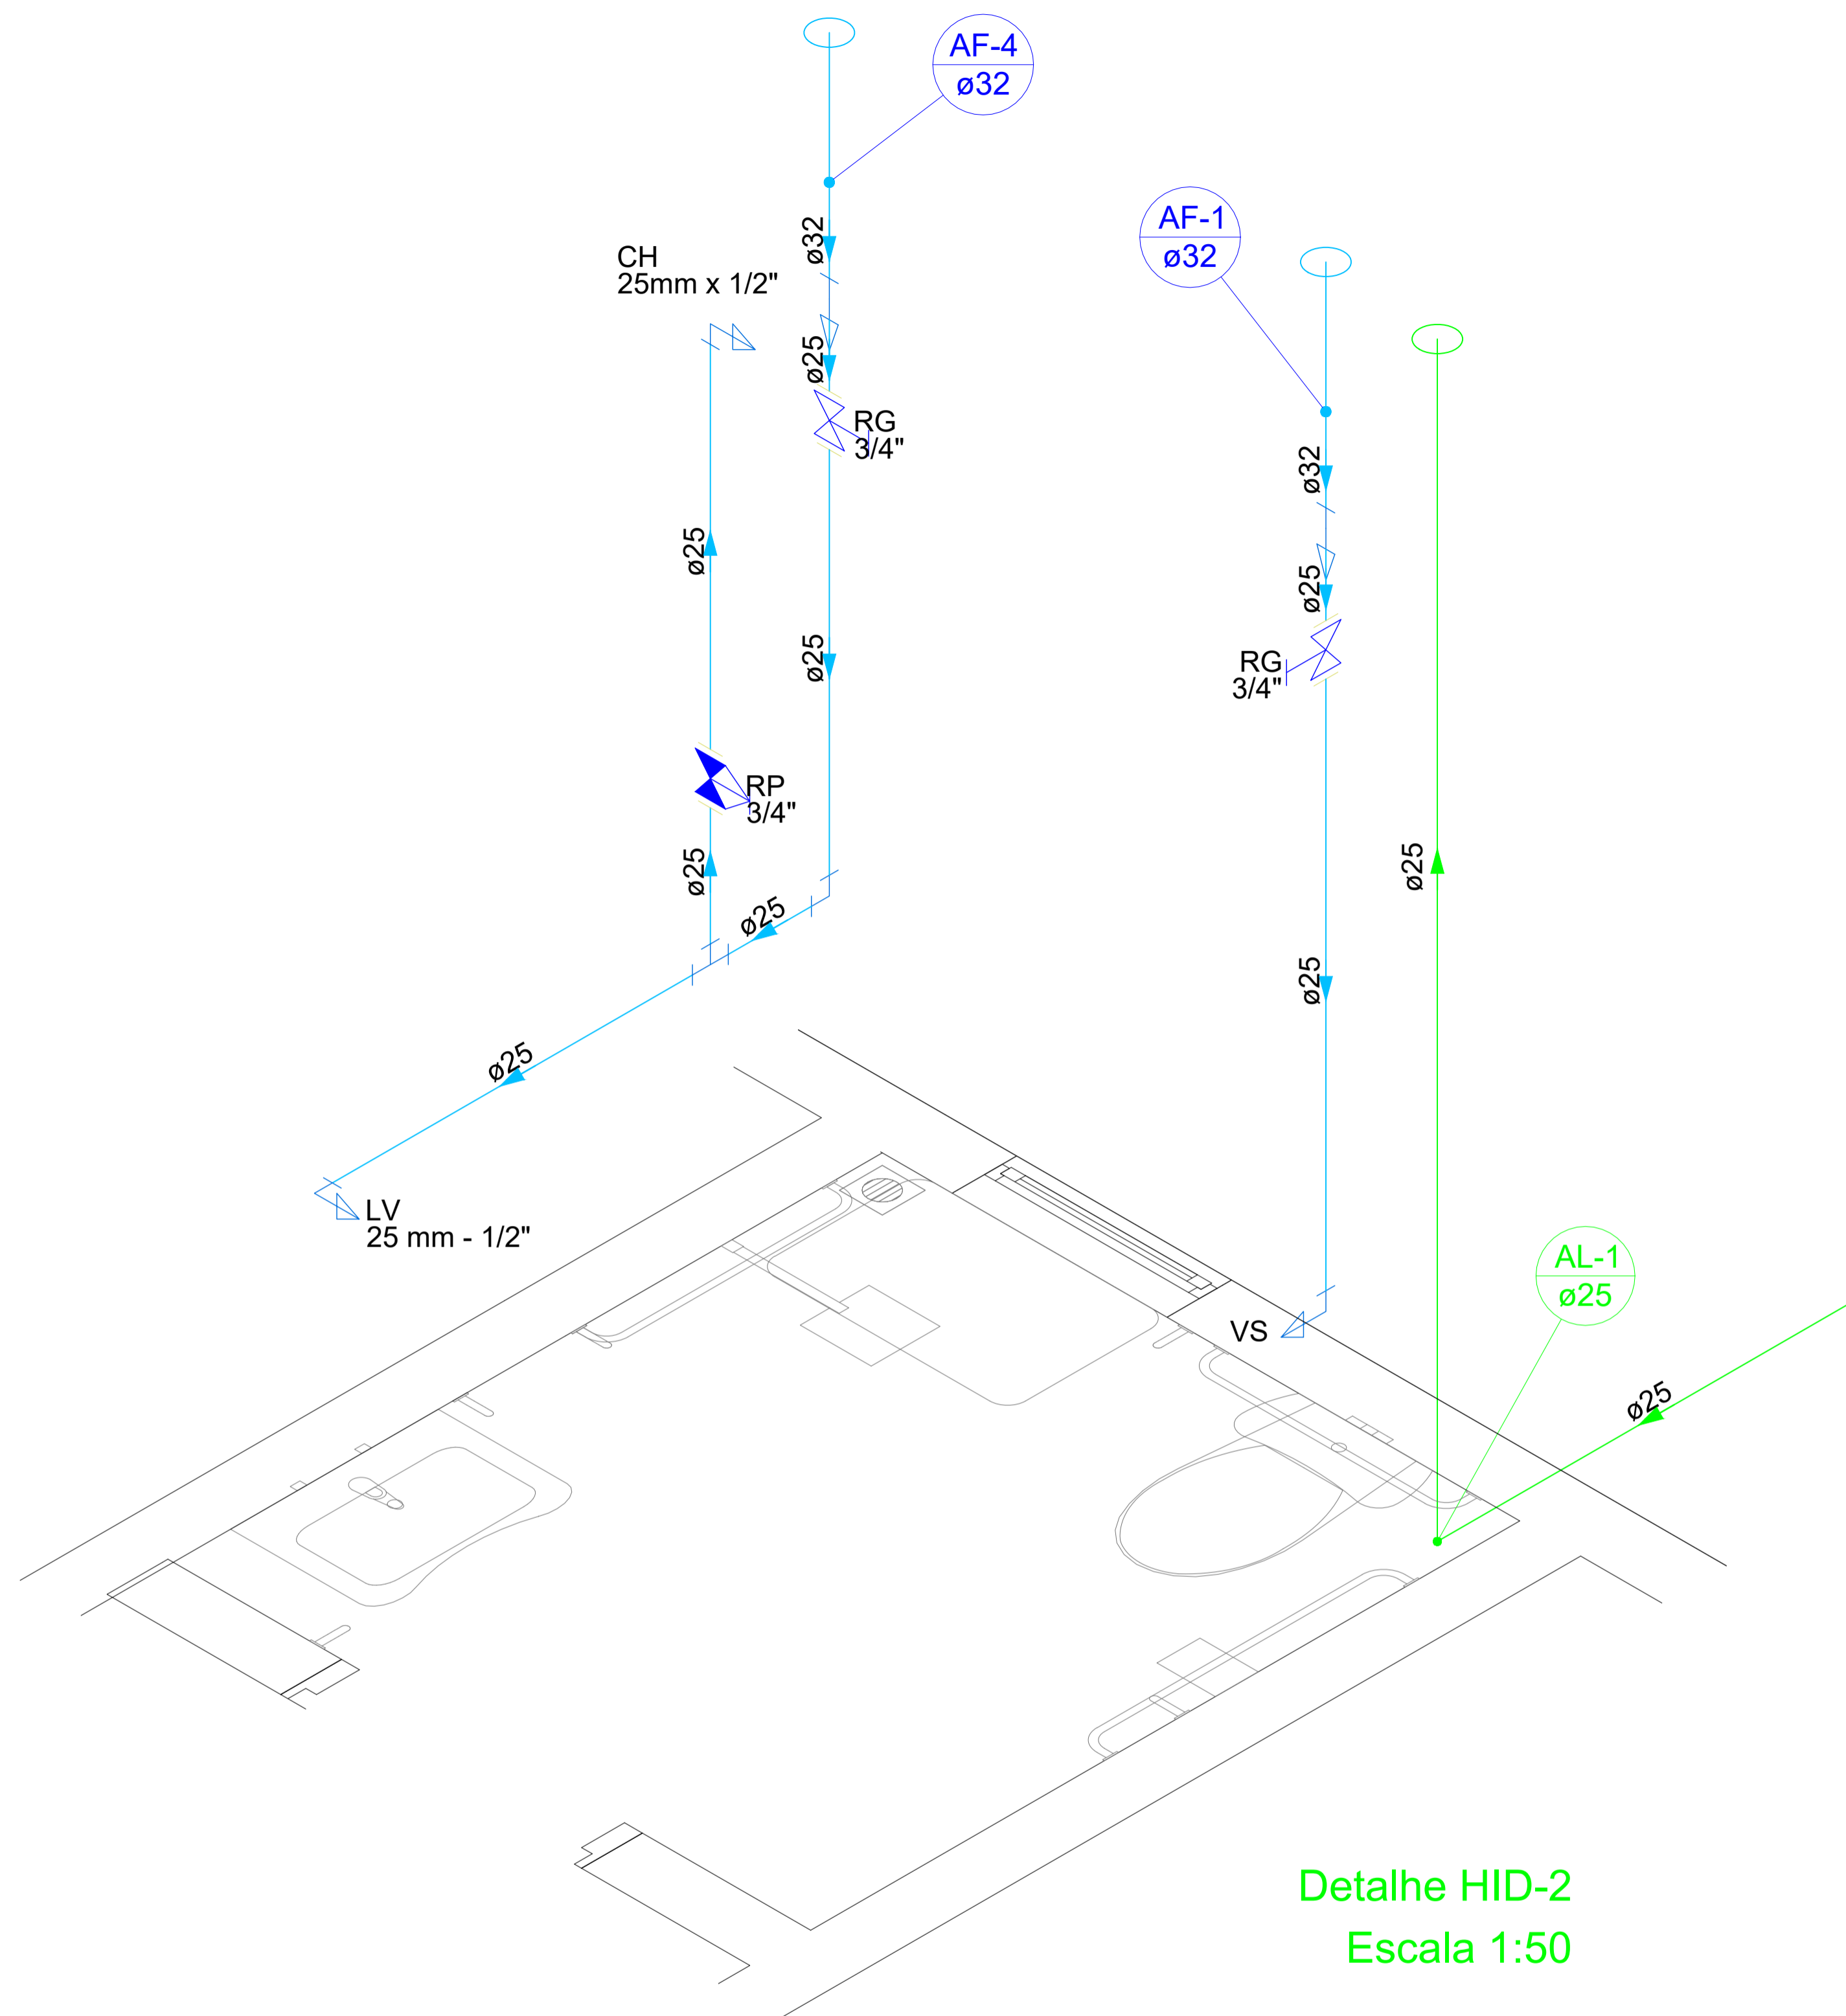 AF-4
ø32
AF-1
ø32
CH
25mm x 1/2"
ø32
ø25
RG
3/4"
ø32
ø25
ø25
RG
3/4"
ø25
RP
3/4"
ø25
ø25
ø25
ø25
ø25
LV
25 mm - 1/2"
AL-1
ø25
VS
ø25
Detalhe HID-2
Escala 1:50